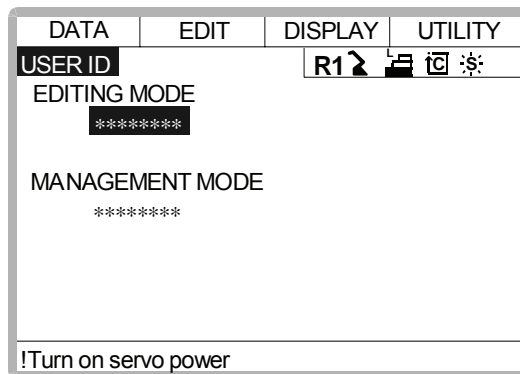 DATA EDIT DISPLAY UTILITY
USER ID R1 C S
EDITING MODE
********
MANAGEMENT MODE
********
!Turn on servo power